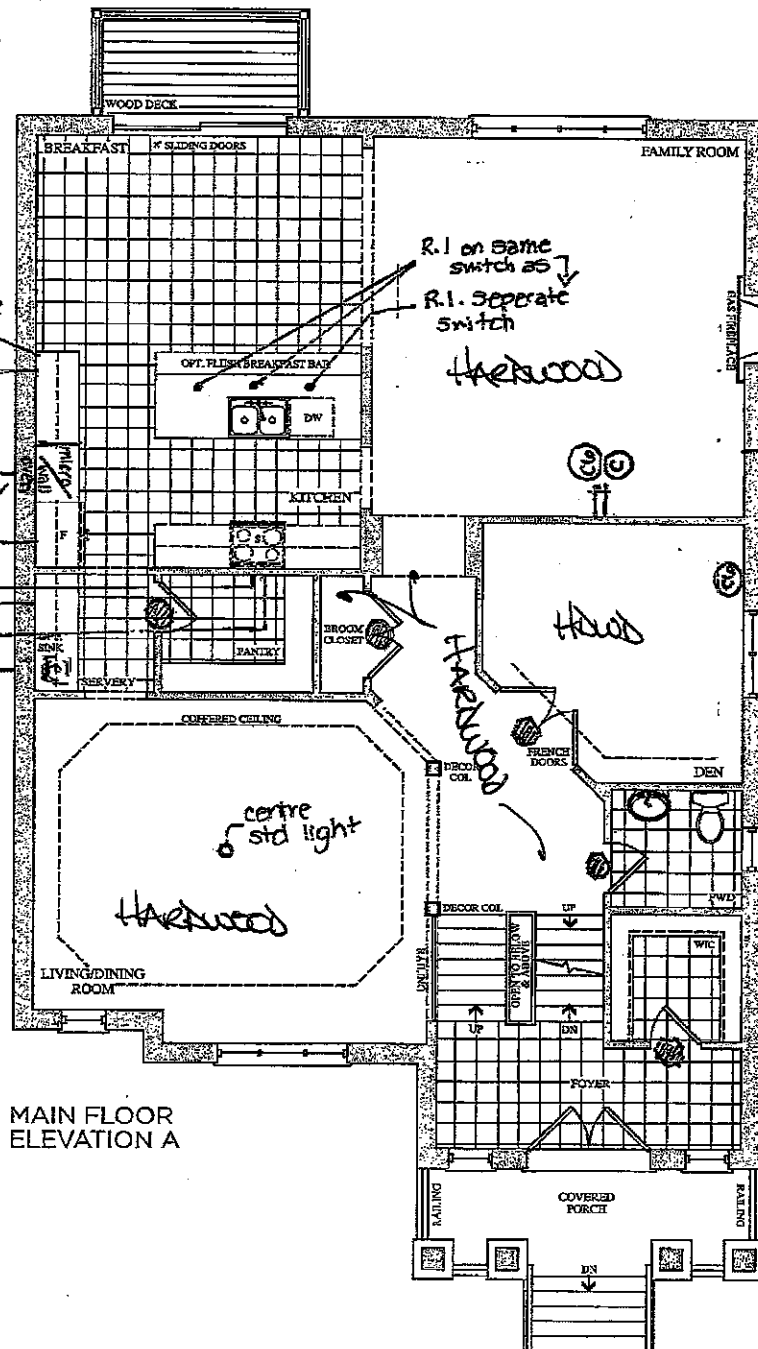 WOOD DECK
BREAKFAST
SLIDING DOORS
FAMILY ROOM
R.I on same
switch as
R.I. Seperate
switch
GAS FIREPLACE
HARDWOOD
OPT. FLUSH BREAKFAST BAR
DW
micro
wall
oven
KITCHEN
C6
C
F
HDWD
C6
BROOM
CLOSET
PANTRY
SINK
SERVERY
HARDWOOD
COFFERED CEILING
FRENCH
DOORS
DEN
DECOR
COL.
centre
std light
HARDWOOD
DECOR COL
UP
PWD
WIC
OPEN TO BELOW
& ABOVE
LIVING/DINING
ROOM
UP
DN
FOYER
MAIN FLOOR
ELEVATION A
RAILING
COVERED
PORCH
RAILING
DN